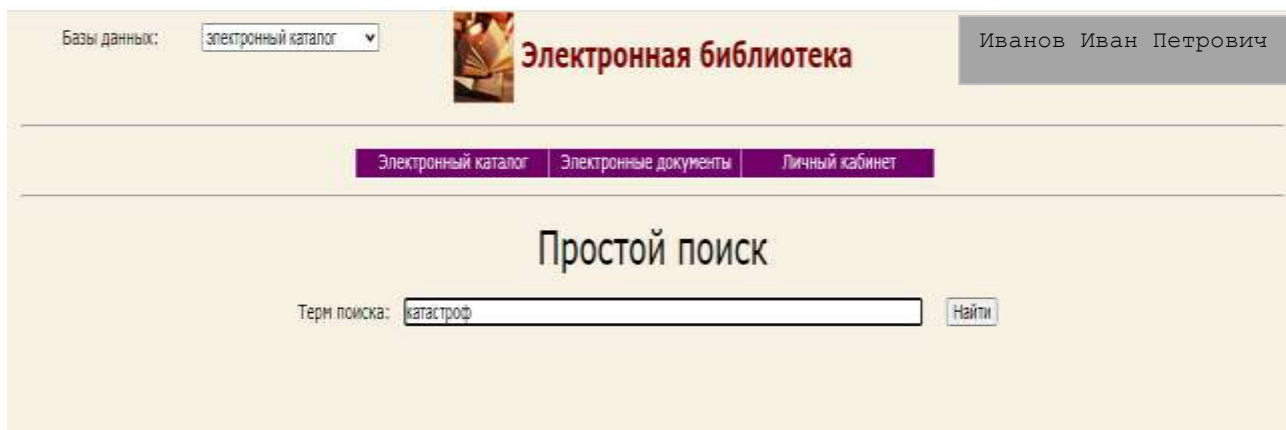 Базы данных:
электронный каталог
Электронная библиотека
Иванов Иван Петрович
Электронный каталог
Электронные документы
Личный кабинет
Простой поиск
Терм поиска:
катастроф
Найти